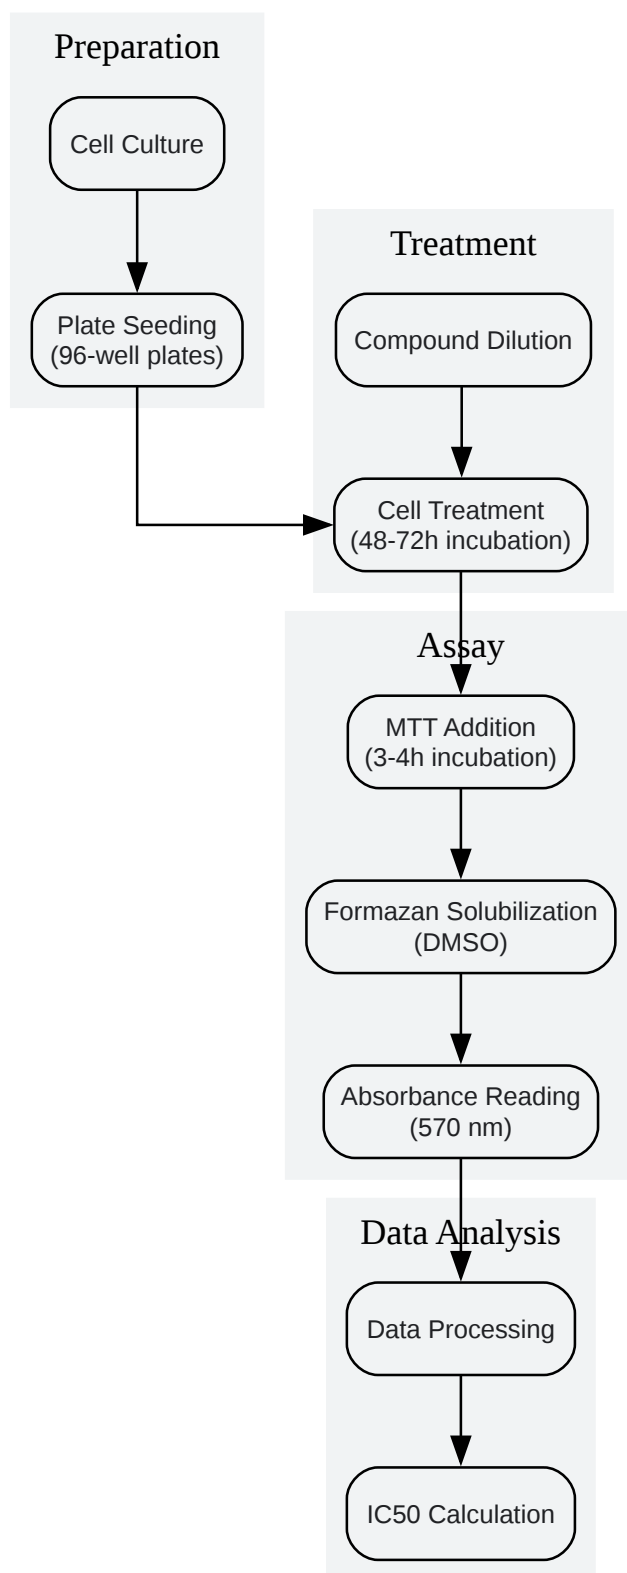 Preparation
Cell Culture
Plate Seeding
(96-well plates)
Treatment
Compound Dilution
Cell Treatment
(48-72h incubation)
Assay
MTT Addition
(3-4h incubation)
Formazan Solubilization
(DMSO)
Absorbance Reading
(570 nm)
Data Analysis
Data Processing
IC50 Calculation